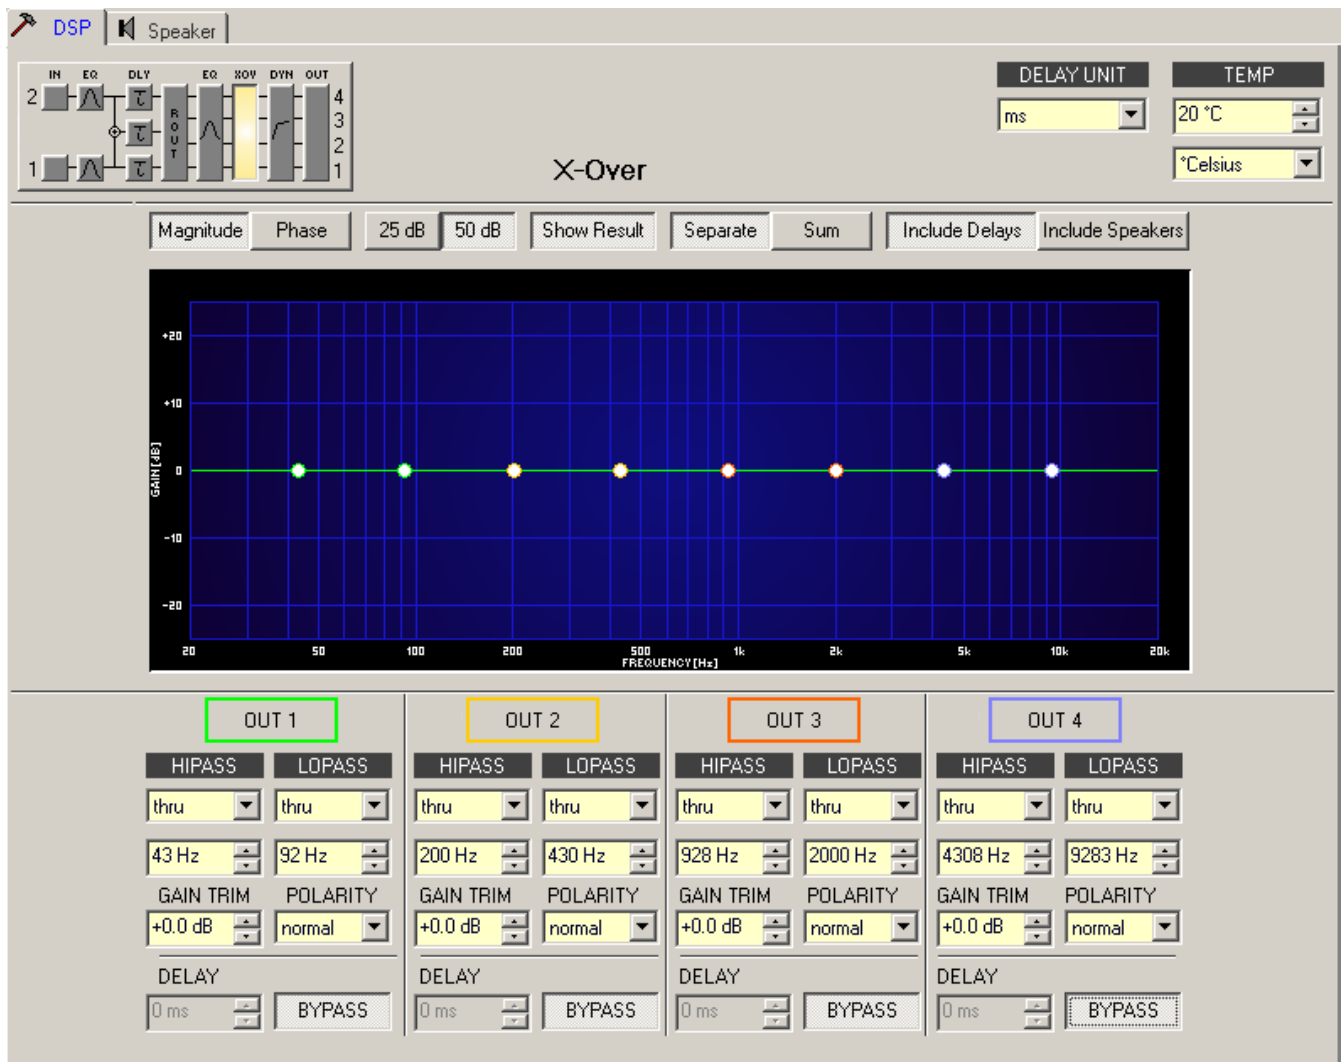 DSP Speaker
IN EQ DLY EQ XOV DYN OUT
2 τ 4
ROUT
τ 3
2
1 τ 1
X-Over
DELAY UNIT TEMP
ms 20 °C
°Celsius
Magnitude Phase 25 dB 50 dB Show Result Separate Sum Include Delays Include Speakers
+20
+10
0
-10
-20
GAIN[dB]
20 50 100 200 500 1k 2k 5k 10k 20k
FREQUENCY[Hz]
OUT 1 OUT 2 OUT 3 OUT 4
HIPASS LOPASS HIPASS LOPASS HIPASS LOPASS HIPASS LOPASS
thru thru thru thru thru thru thru thru
43 Hz 92 Hz 200 Hz 430 Hz 928 Hz 2000 Hz 4308 Hz 9283 Hz
GAIN TRIM POLARITY GAIN TRIM POLARITY GAIN TRIM POLARITY GAIN TRIM POLARITY
+0.0 dB normal +0.0 dB normal +0.0 dB normal +0.0 dB normal
DELAY DELAY DELAY DELAY
0 ms BYPASS 0 ms BYPASS 0 ms BYPASS 0 ms BYPASS